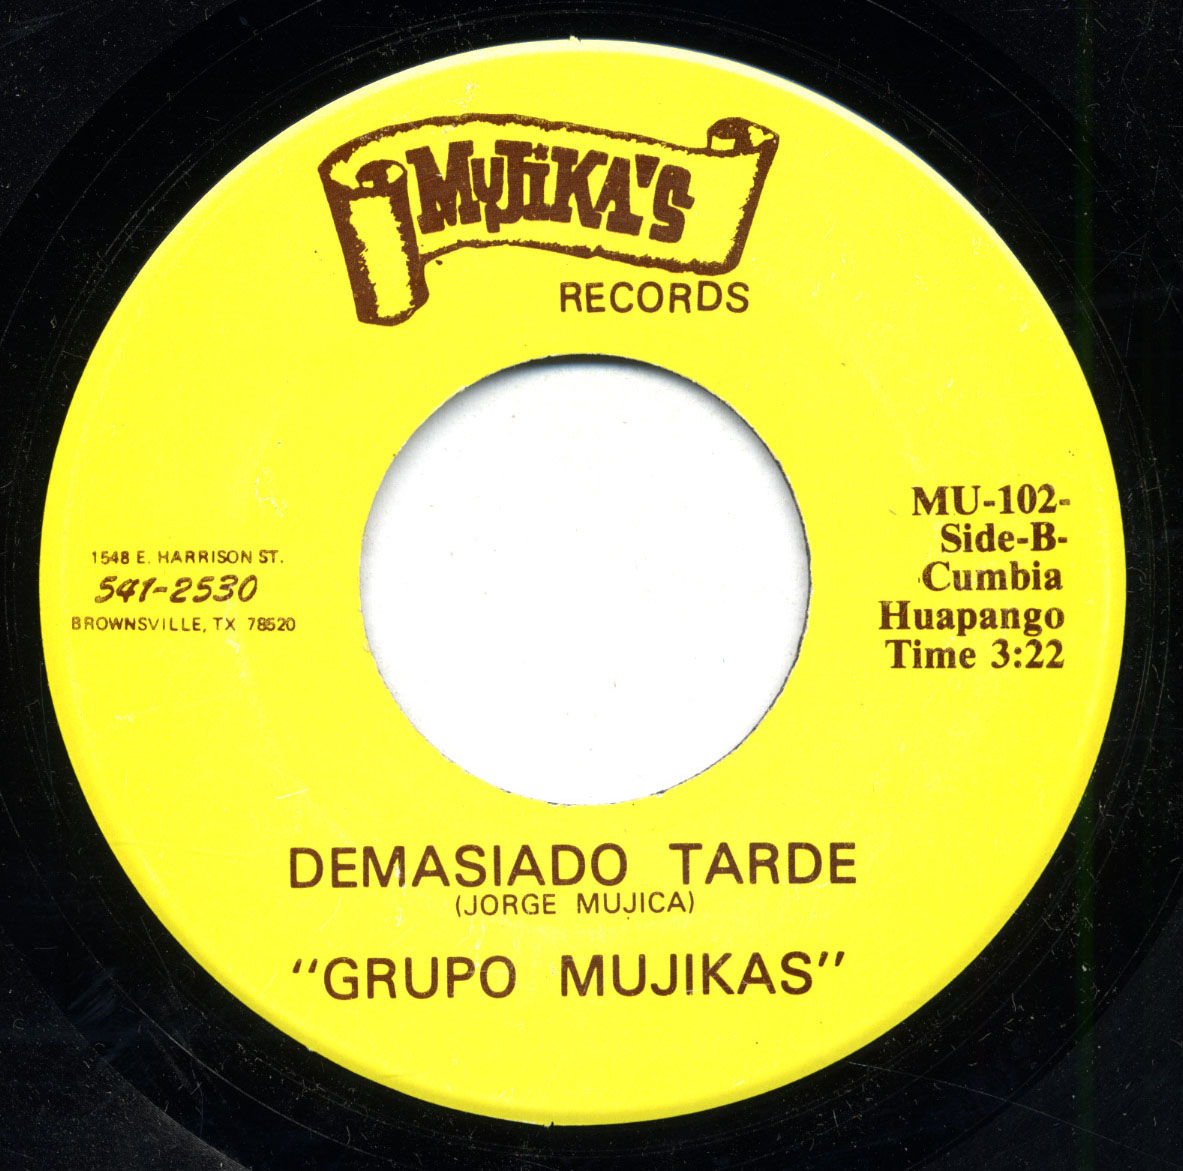 MUJIKA'S
RECORDS
1548 E. HARRISON ST.
541-2530
BROWNSVILLE, TX 78520
MU-102-
Side-B-
Cumbia
Huapango
Time 3:22
DEMASIADO TARDE
(JORGE MUJICA)
"GRUPO MUJIKAS"